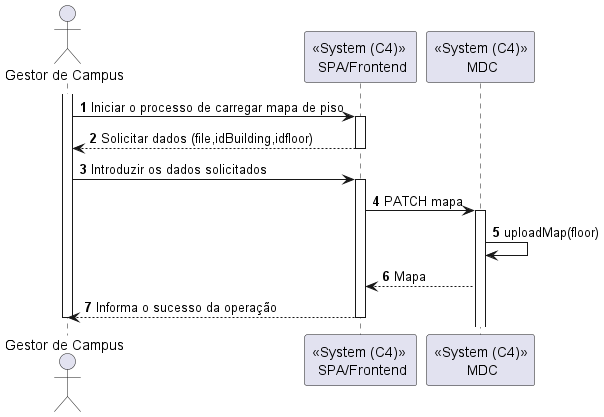 Gestor de Campus
«System (C4)»
SPA/Frontend
«System (C4)»
MDC
1 Iniciar o processo de carregar mapa de piso
2 Solicitar dados (file,idBuilding,idfloor)
3 Introduzir os dados solicitados
4 PATCH mapa
5 uploadMap(floor)
6 Mapa
7 Informa o sucesso da operação
Gestor de Campus
«System (C4)»
SPA/Frontend
«System (C4)»
MDC